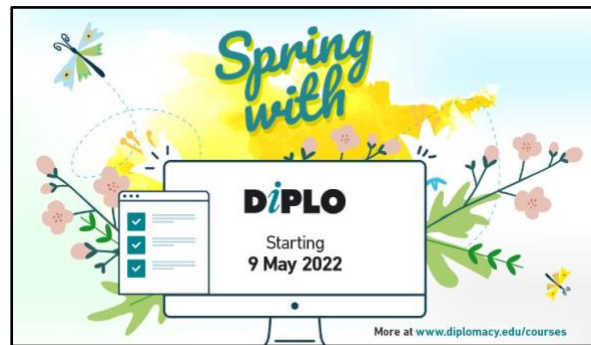 Spring
with
DiPLO
Starting
9 May 2022
More at www.diplomacy.edu/courses